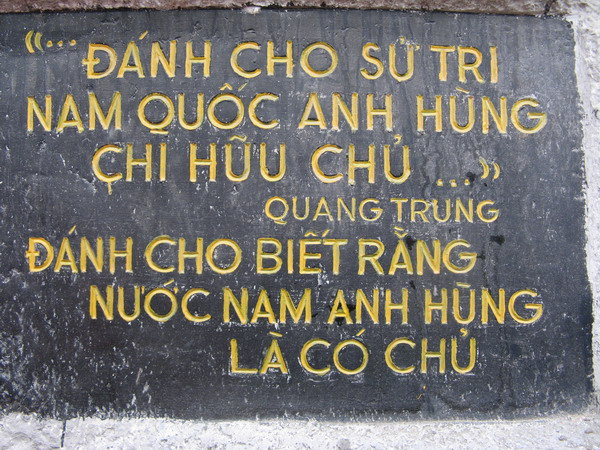 “... ĐÁNH CHO SỬ TRI
NAM QUỐC ANH HÙNG
CHI HỮU CHỦ ...”
QUANG TRUNG
ĐÁNH CHO BIẾT RẰNG
NƯỚC NAM ANH HÙNG
LÀ CÓ CHỦ